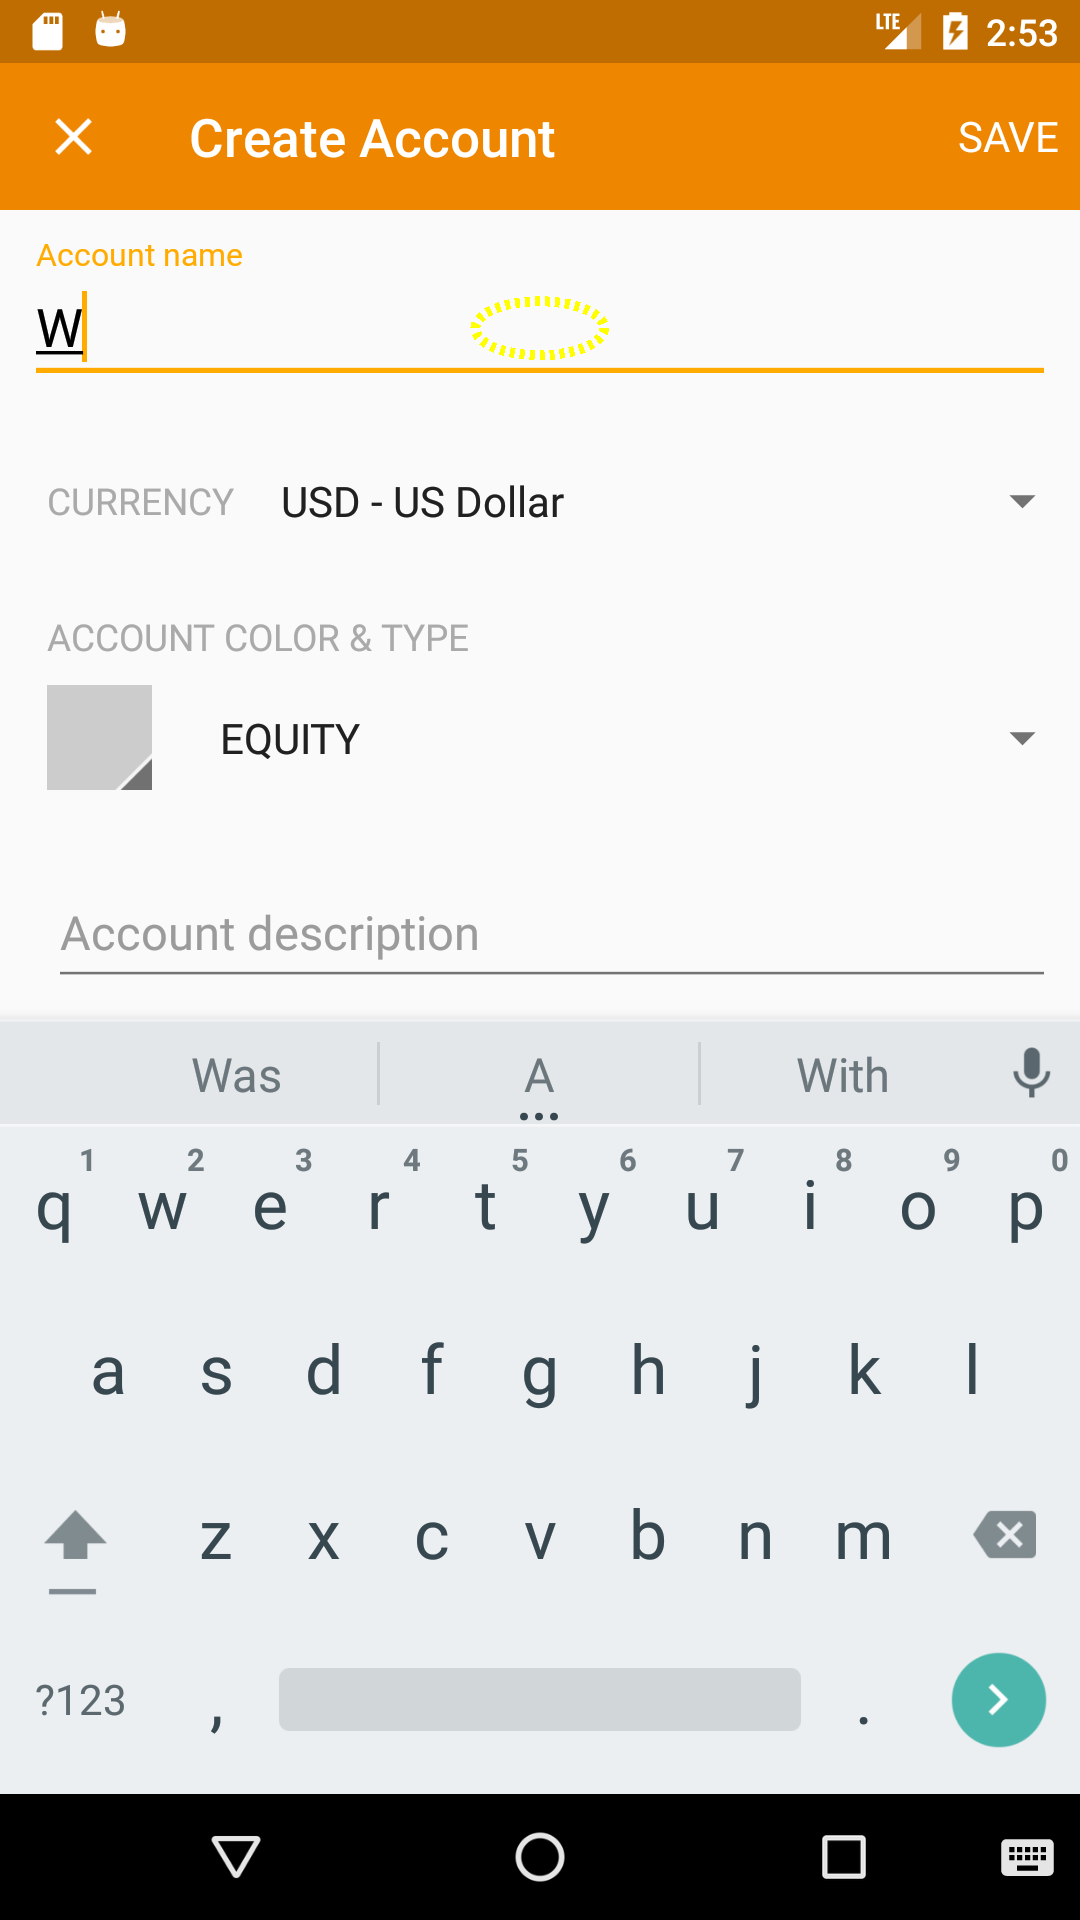 LTE 2:53
Create Account SAVE
Account name
W
CURRENCY USD - US Dollar
ACCOUNT COLOR & TYPE
EQUITY
Account description
Was A With
1 2 3 4 5 6 7 8 9 0
q w e r t y u i o p
a s d f g h j k l
z x c v b n m
?123 , .